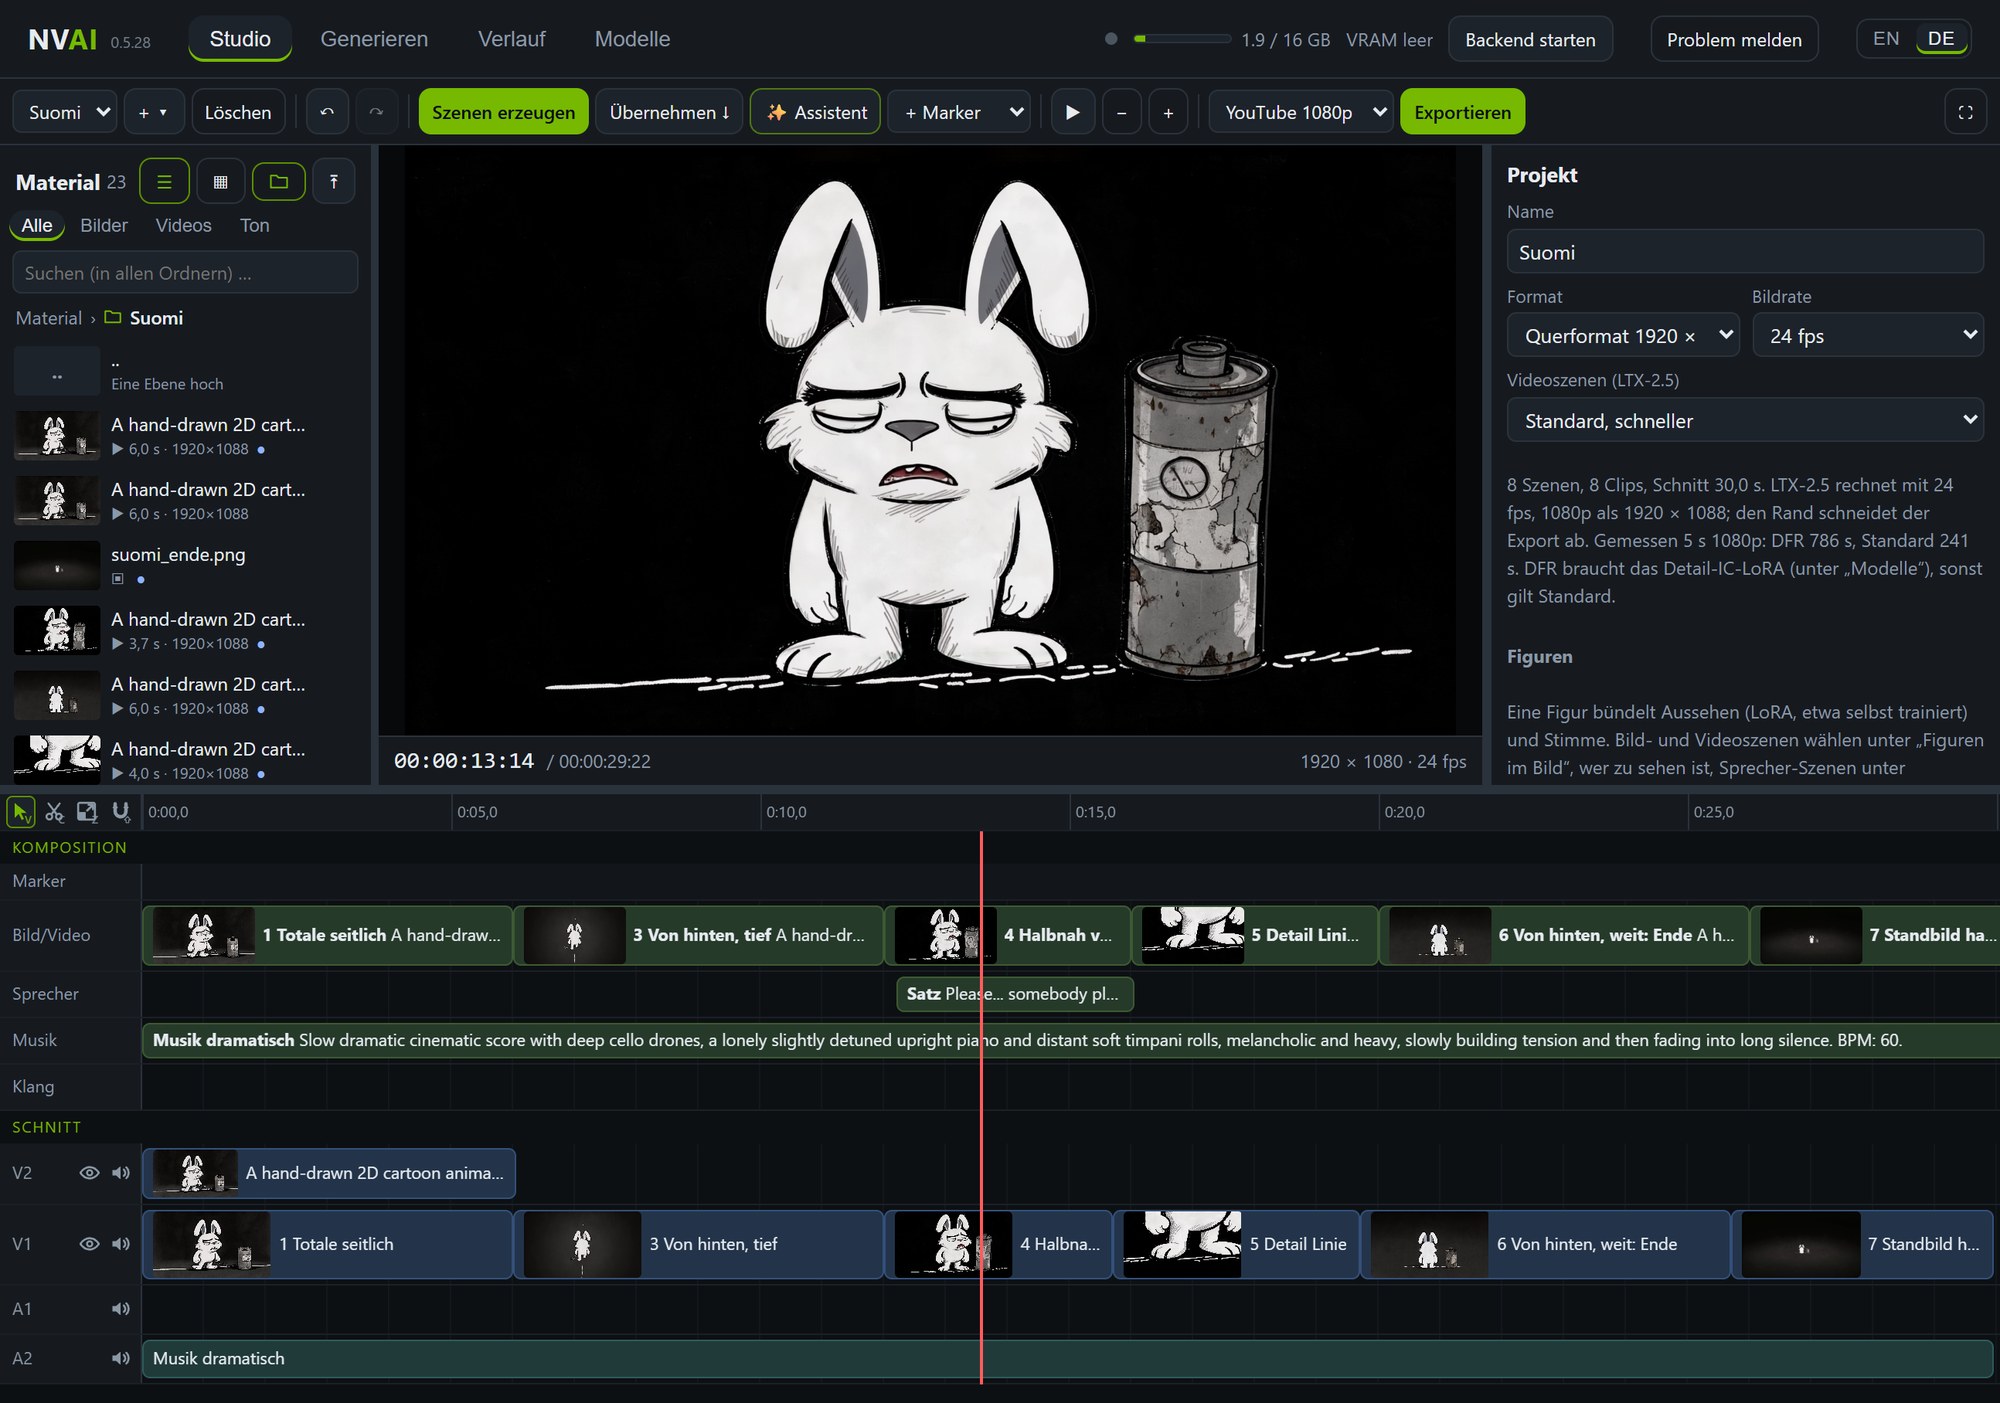 NVAI 0.5.28 Studio Generieren Verlauf Modelle 1.9 / 16 GB VRAM leer Backend starten Problem melden EN DE
Suomi + Löschen Szenen erzeugen Übernehmen ↓ ✨ Assistent + Marker − + YouTube 1080p Exportieren
Material 23
Alle Bilder Videos Ton
Suchen (in allen Ordnern) ...
Material › Suomi
..
..
Eine Ebene hoch
A hand-drawn 2D cart...
6,0 s · 1920×1088
A hand-drawn 2D cart...
6,0 s · 1920×1088
suomi_ende.png
A hand-drawn 2D cart...
3,7 s · 1920×1088
A hand-drawn 2D cart...
6,0 s · 1920×1088
A hand-drawn 2D cart...
4,0 s · 1920×1088
00:00:13:14 / 00:00:29:22 1920 × 1080 · 24 fps
Projekt
Name
Suomi
Format Bildrate
Querformat 1920 × 24 fps
Videoszenen (LTX-2.5)
Standard, schneller
8 Szenen, 8 Clips, Schnitt 30,0 s. LTX-2.5 rechnet mit 24
fps, 1080p als 1920 × 1088; den Rand schneidet der
Export ab. Gemessen 5 s 1080p: DFR 786 s, Standard 241
s. DFR braucht das Detail-IC-LoRA (unter „Modelle“), sonst
gilt Standard.
Figuren
Eine Figur bündelt Aussehen (LoRA, etwa selbst trainiert)
und Stimme. Bild- und Videoszenen wählen unter „Figuren
im Bild“, wer zu sehen ist, Sprecher-Szenen unter
0:00,0 0:05,0 0:10,0 0:15,0 0:20,0 0:25,0
KOMPOSITION
Marker
Bild/Video 1 Totale seitlich A hand-draw... 3 Von hinten, tief A hand-dr... 4 Halbnah v... 5 Detail Lini... 6 Von hinten, weit: Ende A h... 7 Standbild ha...
Sprecher Satz Please... somebody pl...
Musik Musik dramatisch Slow dramatic cinematic score with deep cello drones, a lonely slightly detuned upright piano and distant soft timpani rolls, melancholic and heavy, slowly building tension and then fading into long silence. BPM: 60.
Klang
SCHNITT
V2 A hand-drawn 2D cartoon anima...
V1 1 Totale seitlich 3 Von hinten, tief 4 Halbna... 5 Detail Linie 6 Von hinten, weit: Ende 7 Standbild h...
A1
A2 Musik dramatisch